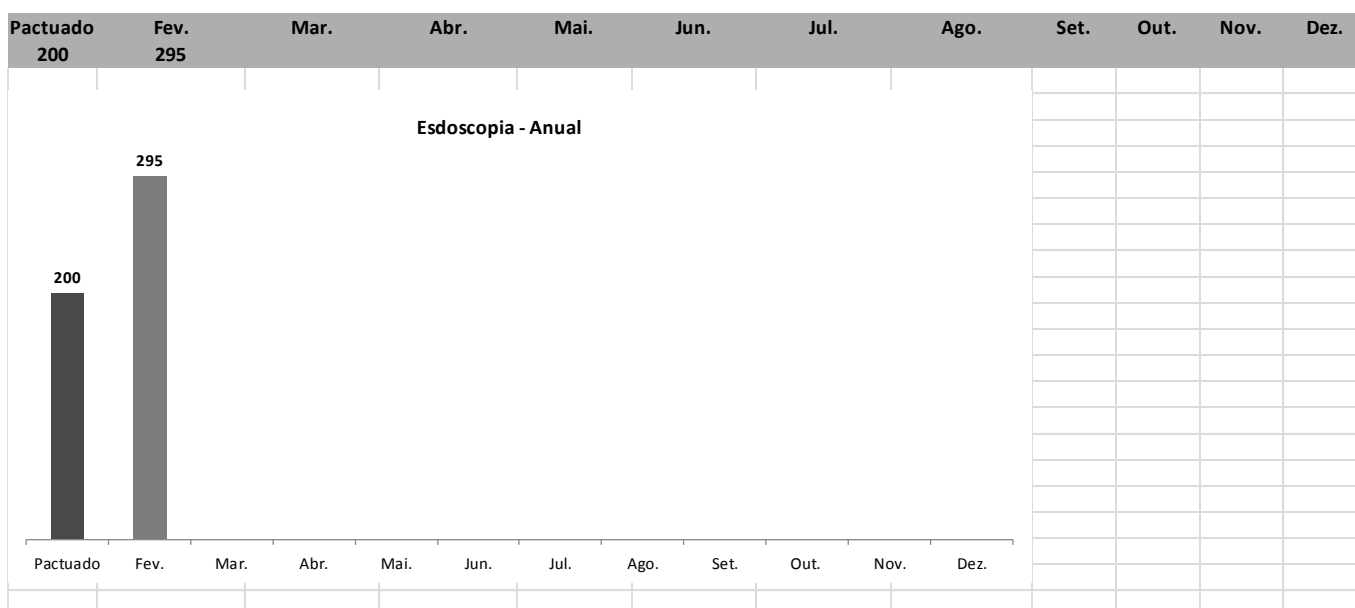 Pactuado Fev. Mar. Abr. Mai. Jun. Jul. Ago. Set. Out. Nov. Dez.
200 295
Esdoscopia - Anual
295
200
Pactuado Fev. Mar. Abr. Mai. Jun. Jul. Ago. Set. Out. Nov. Dez.